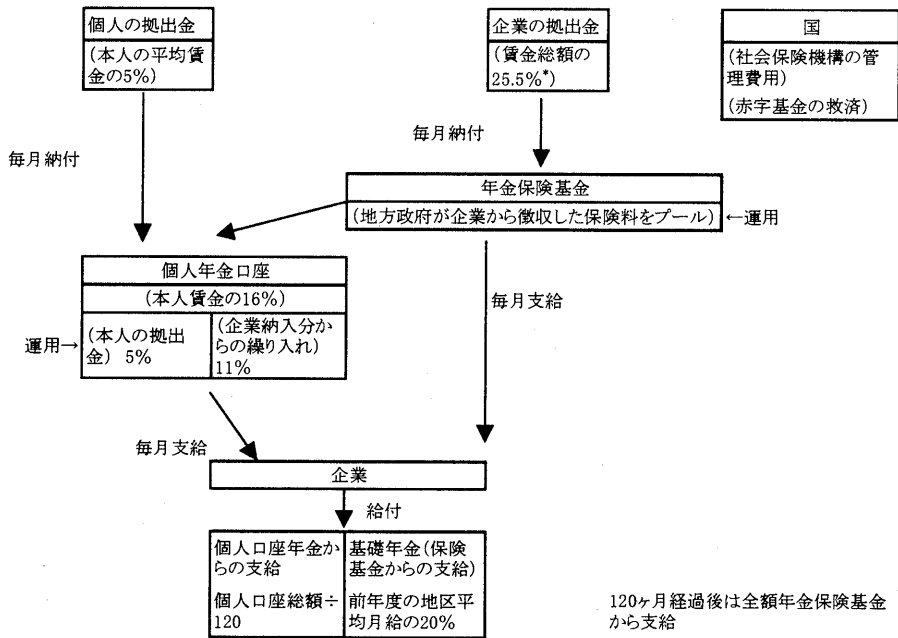 個人の拠出金
(本人の平均賃
金の5%)
企業の拠出金
(賃金総額の
25.5%*)
国
(社会保険機構の管
理費用)
(赤字基金の救済)
毎月納付
毎月納付
年金保険基金
(地方政府が企業から徴収した保険料をプール)
←運用
個人年金口座
(本人賃金の16%)
(本人の拠出
金) 5%
(企業納入分か
らの繰り入れ)
11%
運用→
毎月支給
毎月支給
企業
給付
個人口座年金か
らの支給
個人口座総額÷
120
基礎年金(保険
基金からの支給)
前年度の地区平
均月給の20%
120ヶ月経過後は全額年金保険基金
から支給